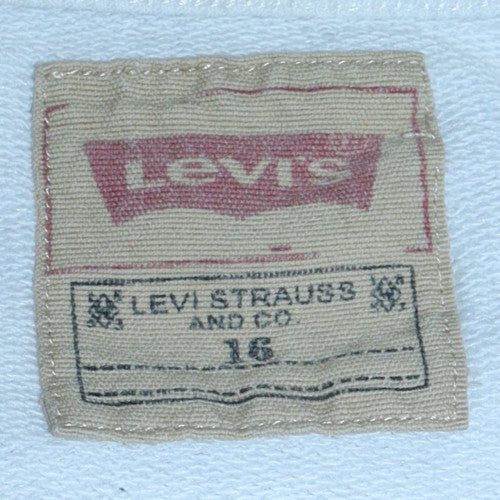 Levi's
LEVI STRAUSS
AND CO.
16